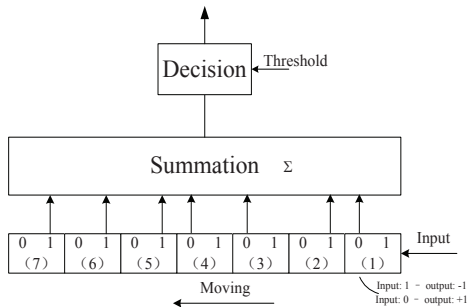 Decision
Threshold
Summation Σ
0 1 0 1 0 1 0 1 0 1 0 1 0 1
(7) (6) (5) (4) (3) (2) (1)
Input
Moving
Input: 1 - output: -1
Input: 0 - output: +1